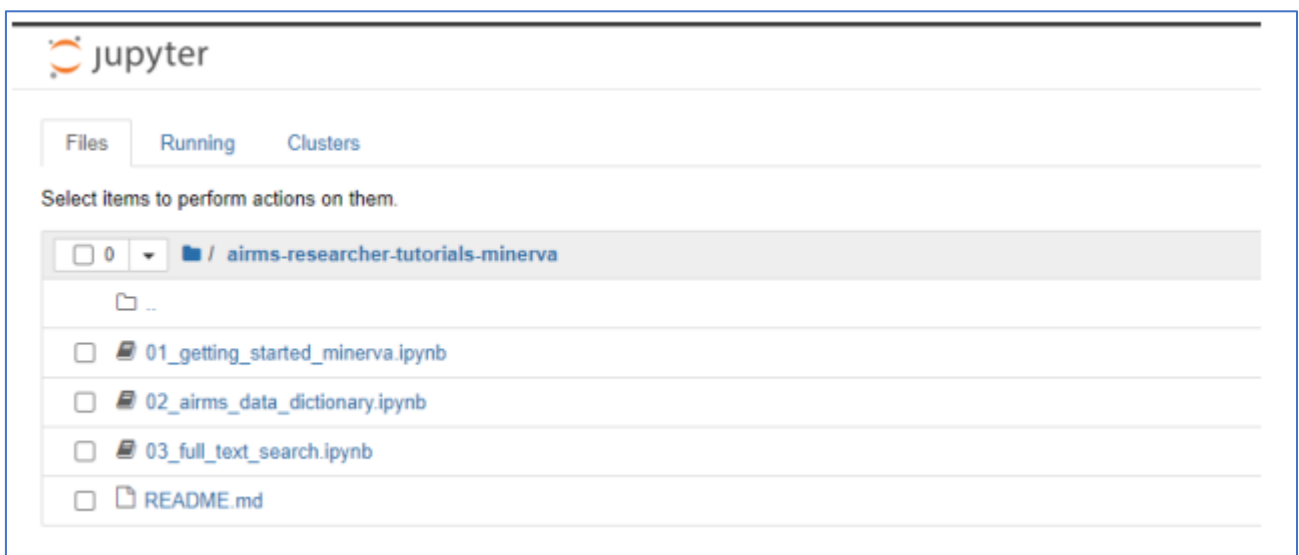 jupyter
Files Running Clusters
Select items to perform actions on them.
0 / airms-researcher-tutorials-minerva
..
01_getting_started_minerva.ipynb
02_airms_data_dictionary.ipynb
03_full_text_search.ipynb
README.md